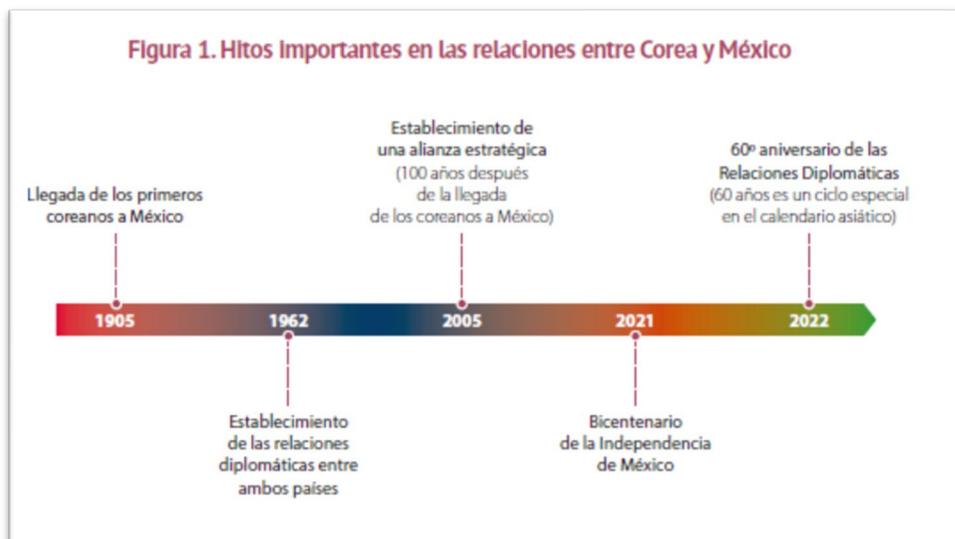 Figura 1. Hitos importantes en las relaciones entre Corea y México
Llegada de los primeros
coreanos a México
Establecimiento de
una alianza estratégica
(100 años después
de la llegada
de los coreanos a México)
60º aniversario de las
Relaciones Diplomáticas
(60 años es un ciclo especial
en el calendario asiático)
1905 1962 2005 2021 2022
Establecimiento
de las relaciones
diplomáticas entre
ambos países
Bicentenario
de la Independencia
de México